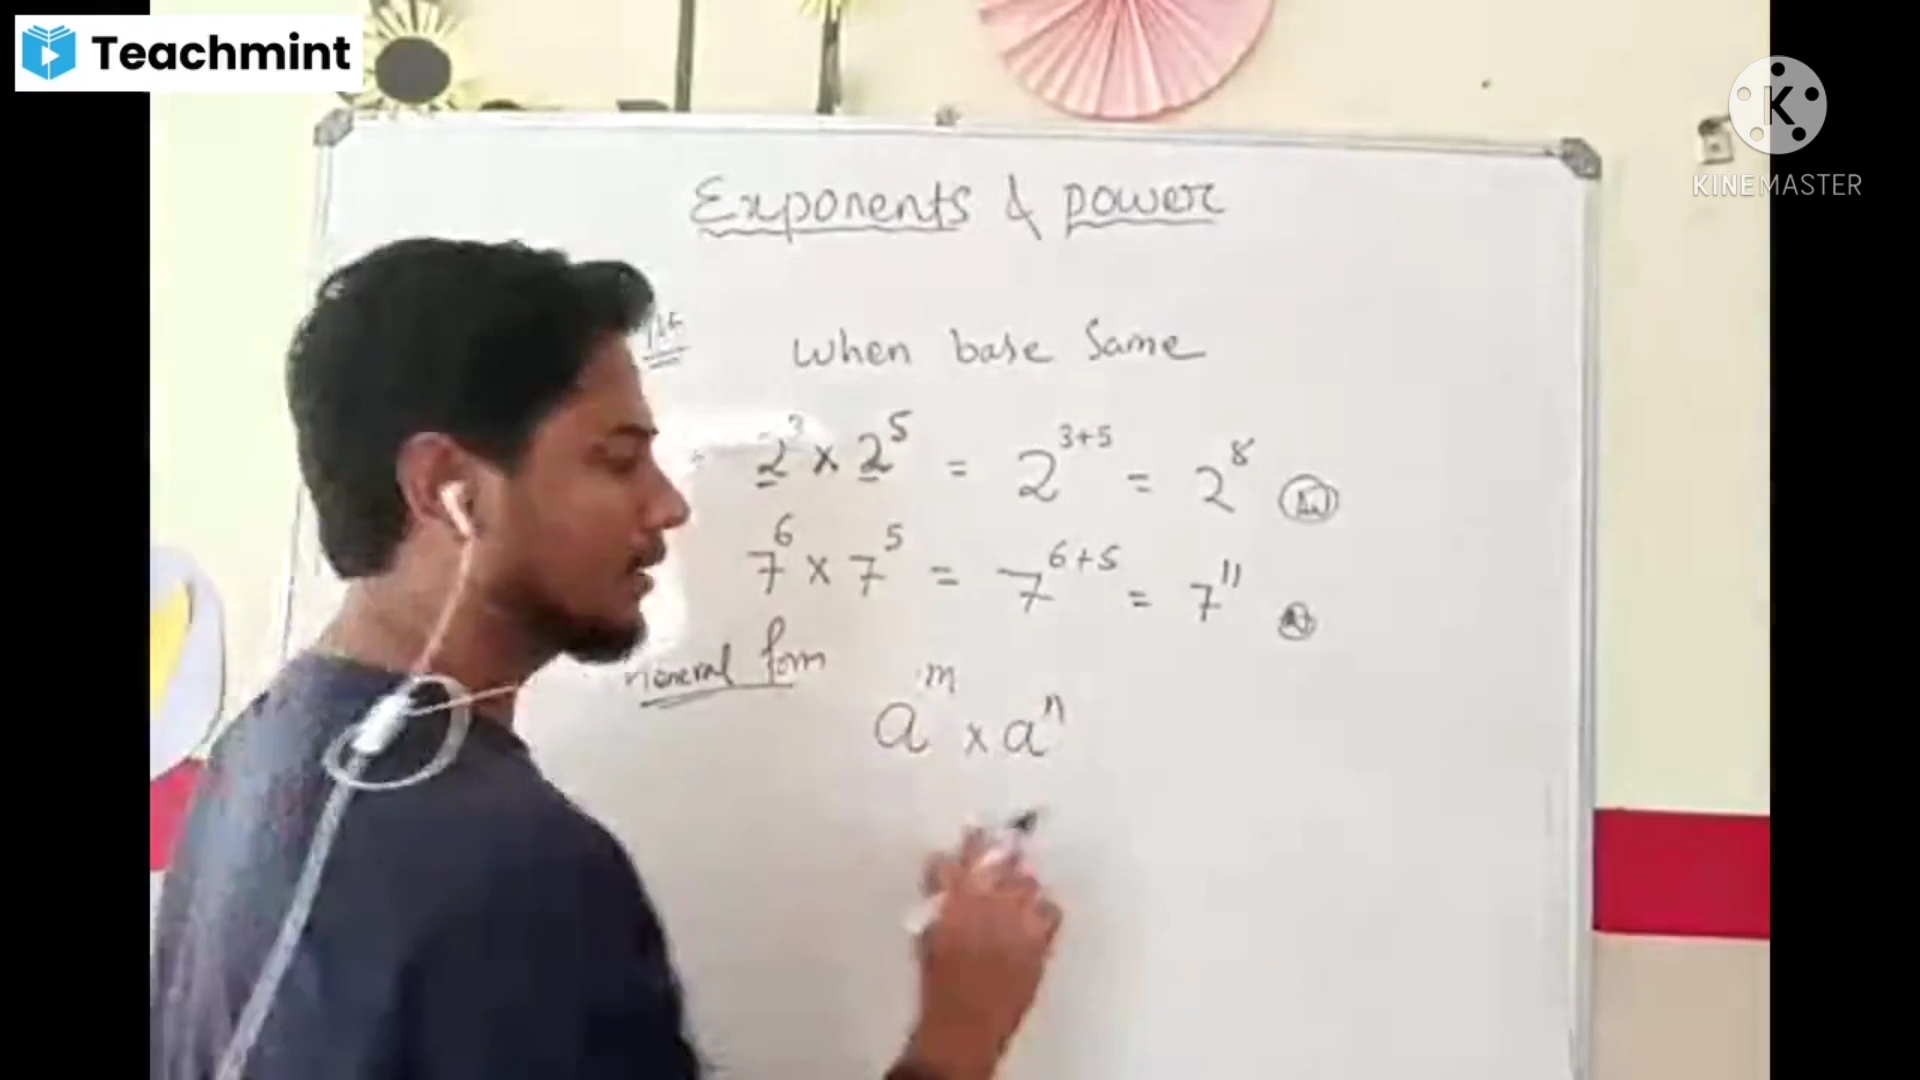 Teachmint
KINEMASTER
Exponents & power
When base Same
2³ × 2⁵ = 2³⁺⁵ = 2⁸
7⁶ × 7⁵ = 7⁶⁺⁵ = 7¹¹
General form
aᵐ × aⁿ